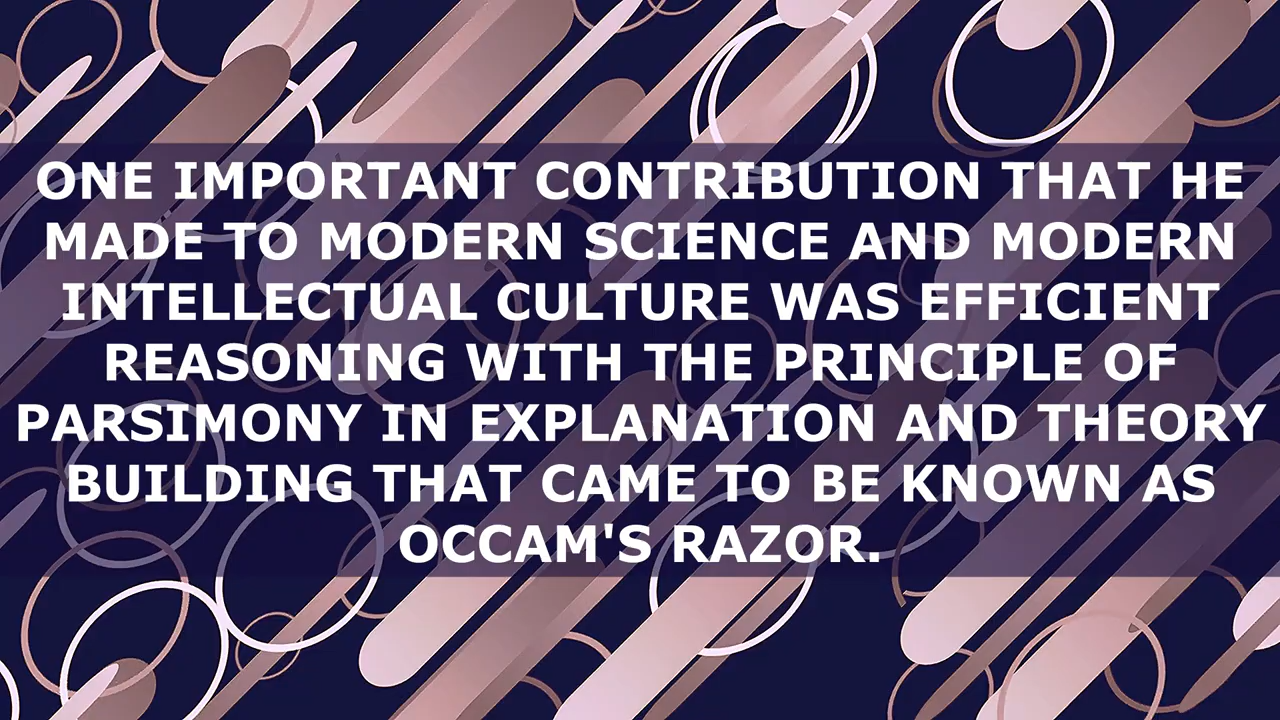 ONE IMPORTANT CONTRIBUTION THAT HE
MADE TO MODERN SCIENCE AND MODERN
INTELLECTUAL CULTURE WAS EFFICIENT
REASONING WITH THE PRINCIPLE OF
PARSIMONY IN EXPLANATION AND THEORY
BUILDING THAT CAME TO BE KNOWN AS
OCCAM'S RAZOR.